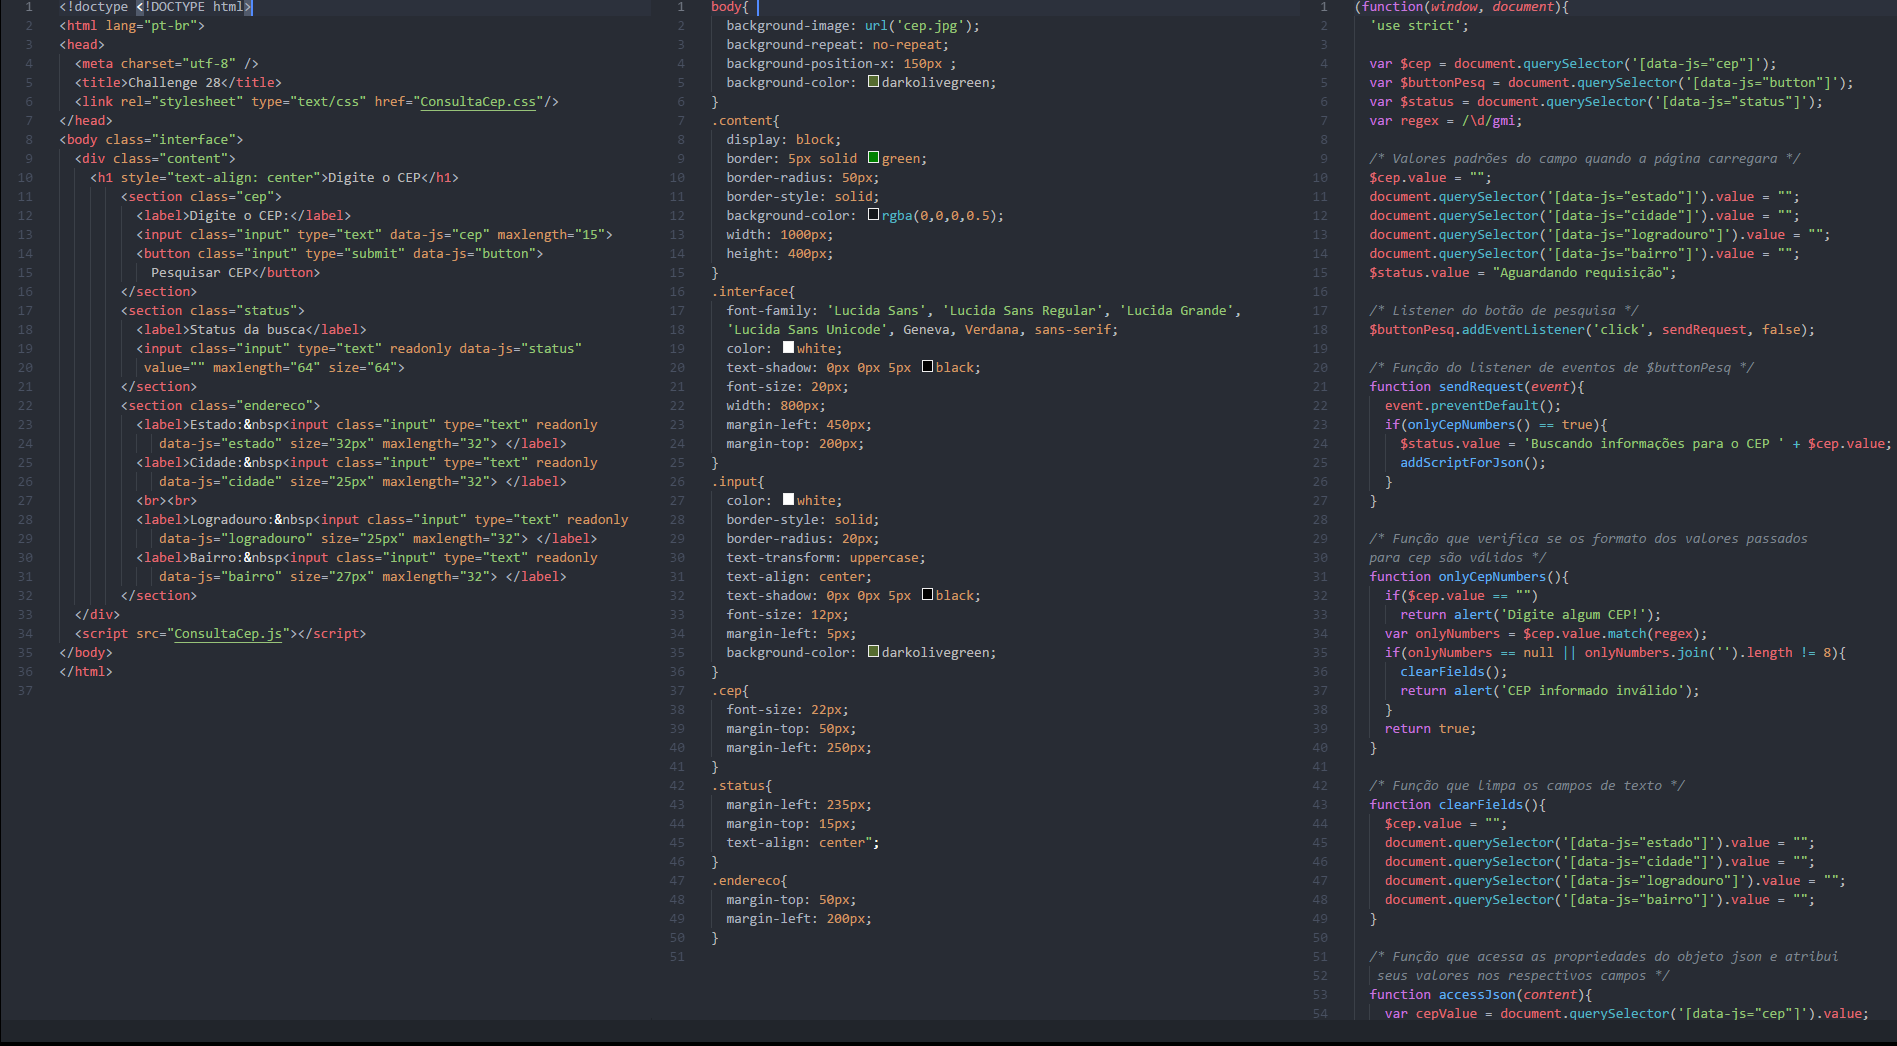 1 <!doctype <!DOCTYPE html>
2 <html lang="pt-br">
3 <head>
4 <meta charset="utf-8" />
5 <title>Challenge 28</title>
6 <link rel="stylesheet" type="text/css" href="ConsultaCep.css"/>
7 </head>
8 <body class="interface">
9 <div class="content">
10 <h1 style="text-align: center">Digite o CEP</h1>
11 <section class="cep">
12 <label>Digite o CEP:</label>
13 <input class="input" type="text" data-js="cep" maxlength="15">
14 <button class="input" type="submit" data-js="button">
15 Pesquisar CEP</button>
16 </section>
17 <section class="status">
18 <label>Status da busca</label>
19 <input class="input" type="text" readonly data-js="status"
20 value="" maxlength="64" size="64">
21 </section>
22 <section class="endereco">
23 <label>Estado:&nbsp<input class="input" type="text" readonly
24 data-js="estado" size="32px" maxlength="32"> </label>
25 <label>Cidade:&nbsp<input class="input" type="text" readonly
26 data-js="cidade" size="25px" maxlength="32"> </label>
27 <br><br>
28 <label>Logradouro:&nbsp<input class="input" type="text" readonly
29 data-js="logradouro" size="25px" maxlength="32"> </label>
30 <label>Bairro:&nbsp<input class="input" type="text" readonly
31 data-js="bairro" size="27px" maxlength="32"> </label>
32 </section>
33 </div>
34 <script src="ConsultaCep.js"></script>
35 </body>
36 </html>
37
1 body{
2 background-image: url('cep.jpg');
3 background-repeat: no-repeat;
4 background-position-x: 150px ;
5 background-color: darkolivegreen;
6 }
7 .content{
8 display: block;
9 border: 5px solid green;
10 border-radius: 50px;
11 border-style: solid;
12 background-color: rgba(0,0,0,0.5);
13 width: 1000px;
14 height: 400px;
15 }
16 .interface{
17 font-family: 'Lucida Sans', 'Lucida Sans Regular', 'Lucida Grande',
18 'Lucida Sans Unicode', Geneva, Verdana, sans-serif;
19 color: white;
20 text-shadow: 0px 0px 5px black;
21 font-size: 20px;
22 width: 800px;
23 margin-left: 450px;
24 margin-top: 200px;
25 }
26 .input{
27 color: white;
28 border-style: solid;
29 border-radius: 20px;
30 text-transform: uppercase;
31 text-align: center;
32 text-shadow: 0px 0px 5px black;
33 font-size: 12px;
34 margin-left: 5px;
35 background-color: darkolivegreen;
36 }
37 .cep{
38 font-size: 22px;
39 margin-top: 50px;
40 margin-left: 250px;
41 }
42 .status{
43 margin-left: 235px;
44 margin-top: 15px;
45 text-align: center";
46 }
47 .endereco{
48 margin-top: 50px;
49 margin-left: 200px;
50 }
51
1 (function(window, document){
2 'use strict';
3
4 var $cep = document.querySelector('[data-js="cep"]');
5 var $buttonPesq = document.querySelector('[data-js="button"]');
6 var $status = document.querySelector('[data-js="status"]');
7 var regex = /\d/gmi;
8
9 /* Valores padrões do campo quando a página carregara */
10 $cep.value = "";
11 document.querySelector('[data-js="estado"]').value = "";
12 document.querySelector('[data-js="cidade"]').value = "";
13 document.querySelector('[data-js="logradouro"]').value = "";
14 document.querySelector('[data-js="bairro"]').value = "";
15 $status.value = "Aguardando requisição";
16
17 /* Listener do botão de pesquisa */
18 $buttonPesq.addEventListener('click', sendRequest, false);
19
20 /* Função do listener de eventos de $buttonPesq */
21 function sendRequest(event){
22 event.preventDefault();
23 if(onlyCepNumbers() == true){
24 $status.value = 'Buscando informações para o CEP ' + $cep.value;
25 addScriptForJson();
26 }
27 }
28
29 /* Função que verifica se os formato dos valores passados
30 para cep são válidos */
31 function onlyCepNumbers(){
32 if($cep.value == "")
33 return alert('Digite algum CEP!');
34 var onlyNumbers = $cep.value.match(regex);
35 if(onlyNumbers == null || onlyNumbers.join('').length != 8){
36 clearFields();
37 return alert('CEP informado inválido');
38 }
39 return true;
40 }
41
42 /* Função que limpa os campos de texto */
43 function clearFields(){
44 $cep.value = "";
45 document.querySelector('[data-js="estado"]').value = "";
46 document.querySelector('[data-js="cidade"]').value = "";
47 document.querySelector('[data-js="logradouro"]').value = "";
48 document.querySelector('[data-js="bairro"]').value = "";
49 }
50
51 /* Função que acessa as propriedades do objeto json e atribui
52 seus valores nos respectivos campos */
53 function accessJson(content){
54 var cepValue = document.querySelector('[data-js="cep"]').value;